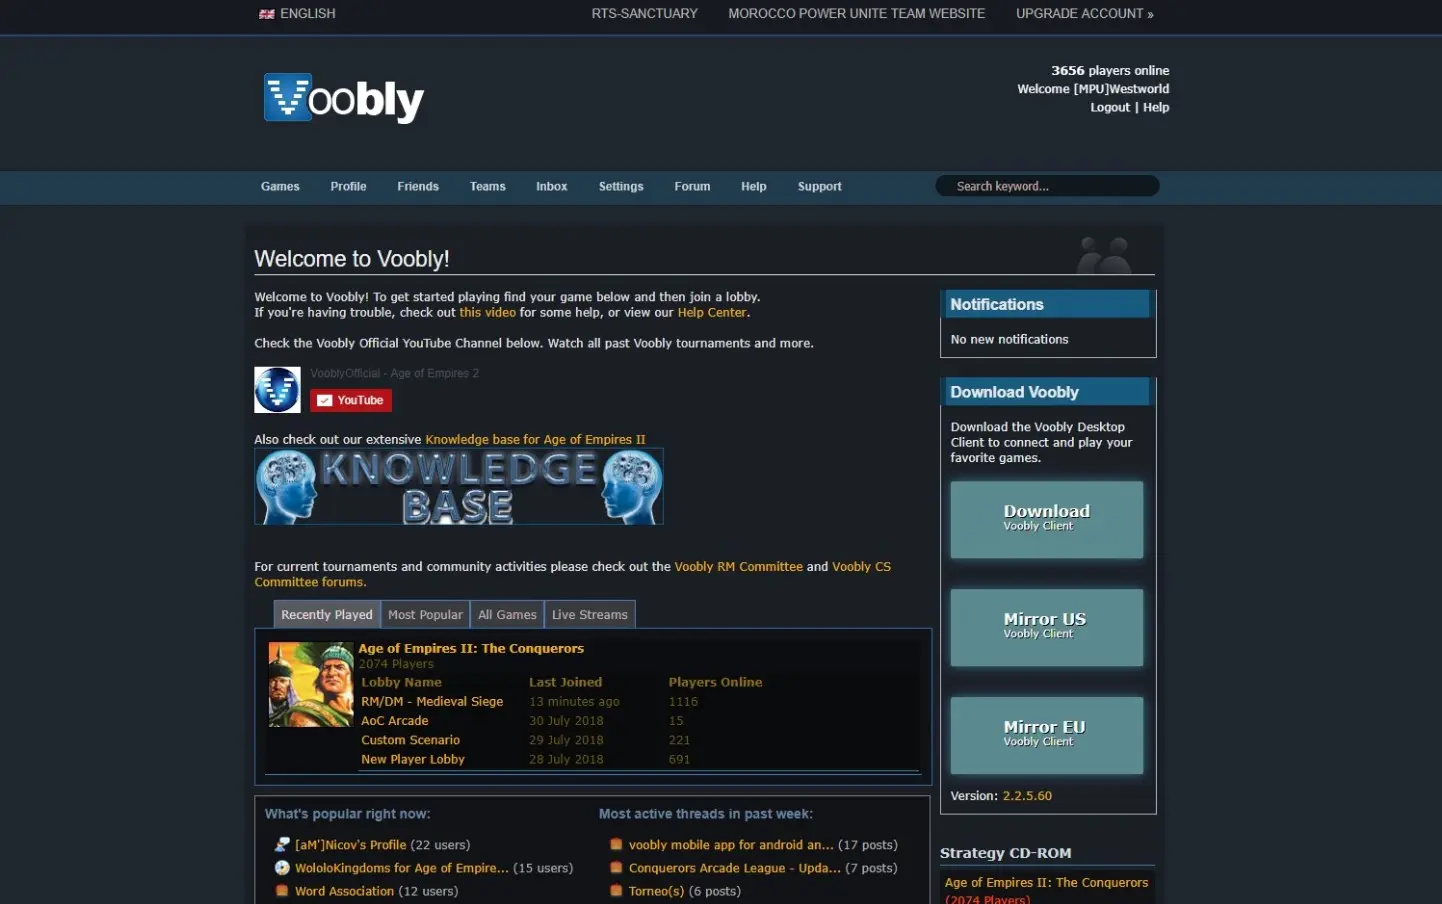 ENGLISH
RTS-SANCTUARY
MOROCCO POWER UNITE TEAM WEBSITE
UPGRADE ACCOUNT »
Voobly
3656 players online
Welcome [MPU]Westworld
Logout | Help
Games
Profile
Friends
Teams
Inbox
Settings
Forum
Help
Support
Search keyword...
Welcome to Voobly!
Welcome to Voobly! To get started playing find your game below and then join a lobby.
If you're having trouble, check out this video for some help, or view our Help Center.
Check the Voobly Official YouTube Channel below. Watch all past Voobly tournaments and more.
VooblyOfficial - Age of Empires 2
YouTube
Also check out our extensive Knowledge base for Age of Empires II
KNOWLEDGE
BASE
For current tournaments and community activities please check out the Voobly RM Committee and Voobly CS
Committee forums.
Recently Played
Most Popular
All Games
Live Streams
Age of Empires II: The Conquerors
2074 Players
Lobby Name Last Joined Players Online
RM/DM - Medieval Siege 13 minutes ago 1116
AoC Arcade 30 July 2018 15
Custom Scenario 29 July 2018 221
New Player Lobby 28 July 2018 691
What's popular right now:
[aM']Nicov's Profile (22 users)
WololoKingdoms for Age of Empire... (15 users)
Word Association (12 users)
Most active threads in past week:
voobly mobile app for android an... (17 posts)
Conquerors Arcade League - Upda... (7 posts)
Torneo(s) (6 posts)
Notifications
No new notifications
Download Voobly
Download the Voobly Desktop
Client to connect and play your
favorite games.
Download
Voobly Client
Mirror US
Voobly Client
Mirror EU
Voobly Client
Version: 2.2.5.60
Strategy CD-ROM
Age of Empires II: The Conquerors
(2074 Players)